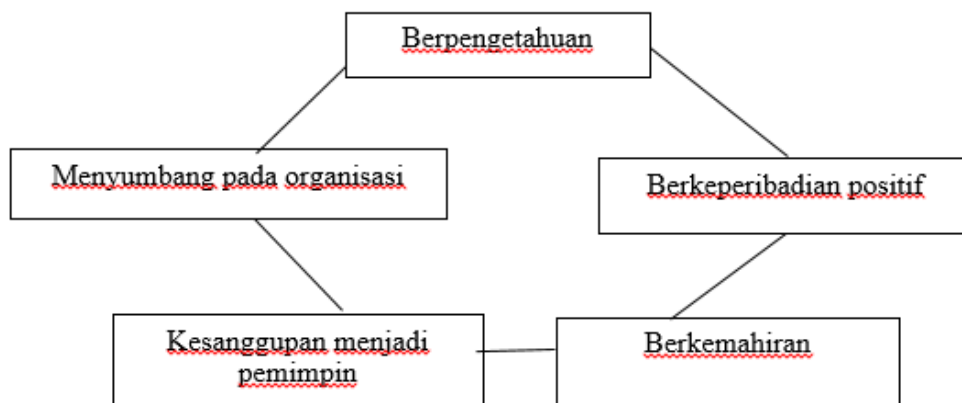 Berpengetahuan
Menyumbang pada organisasi
Berkeperibadian positif
Kesanggupan menjadi
pemimpin
Berkemahiran